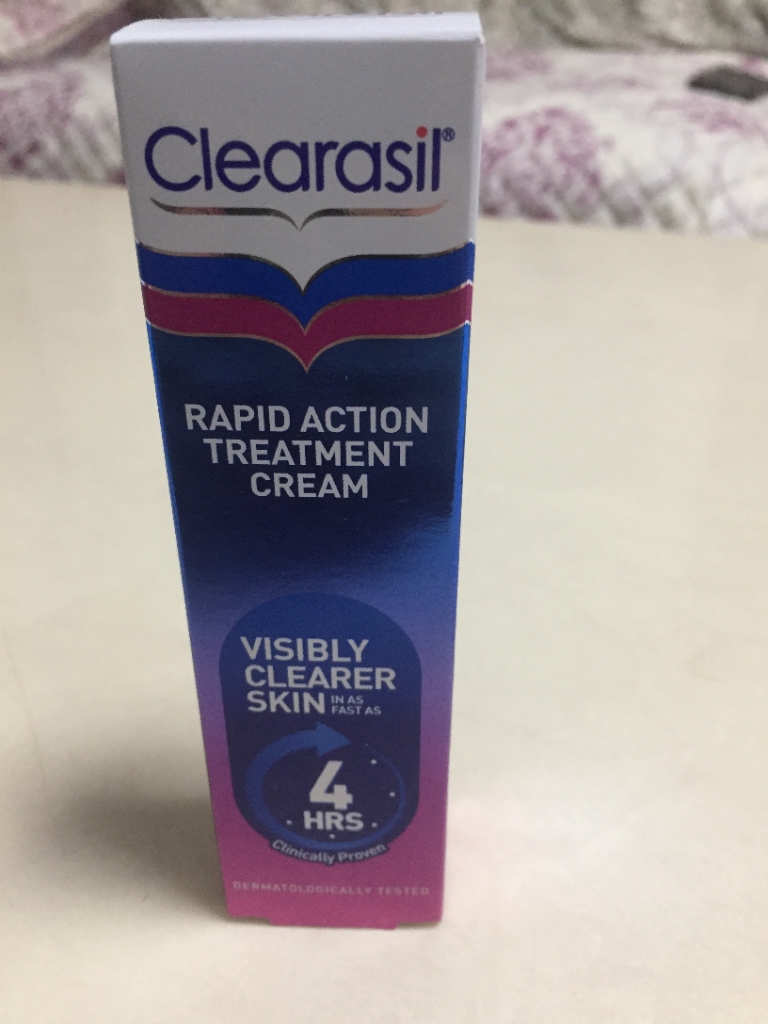 Clearasil®
RAPID ACTION
TREATMENT
CREAM
VISIBLY
CLEARER
SKIN IN AS
FAST AS
4
HRS
Clinically Proven
DERMATOLOGICALLY TESTED